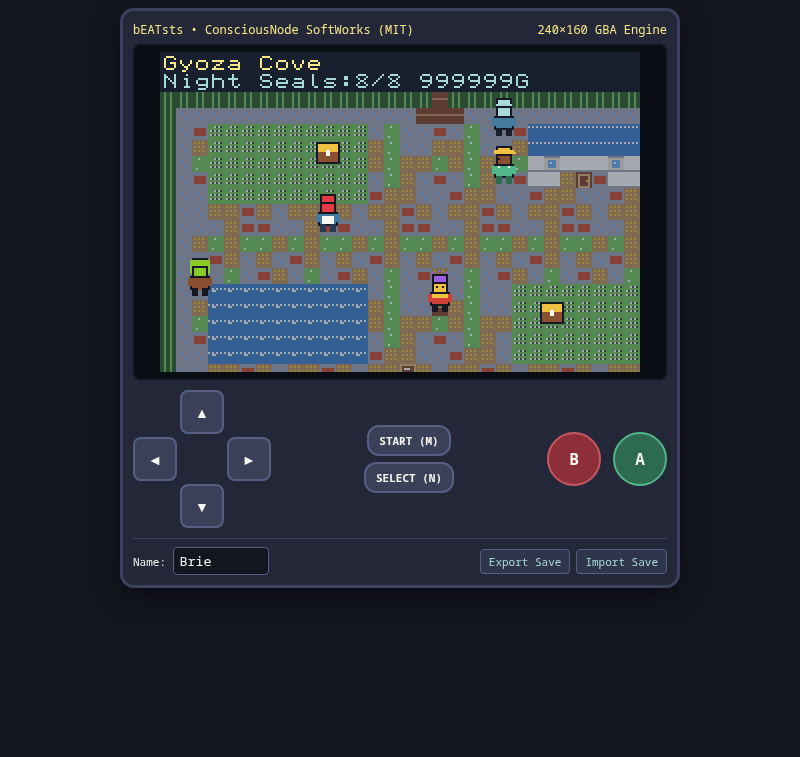 bEATsts • ConsciousNode SoftWorks (MIT)
240×160 GBA Engine
Gyoza Cove
Night Seals:8/8 999999G
▲
◀
▶
▼
START (M)
SELECT (N)
B
A
Name:
Brie
Export Save
Import Save